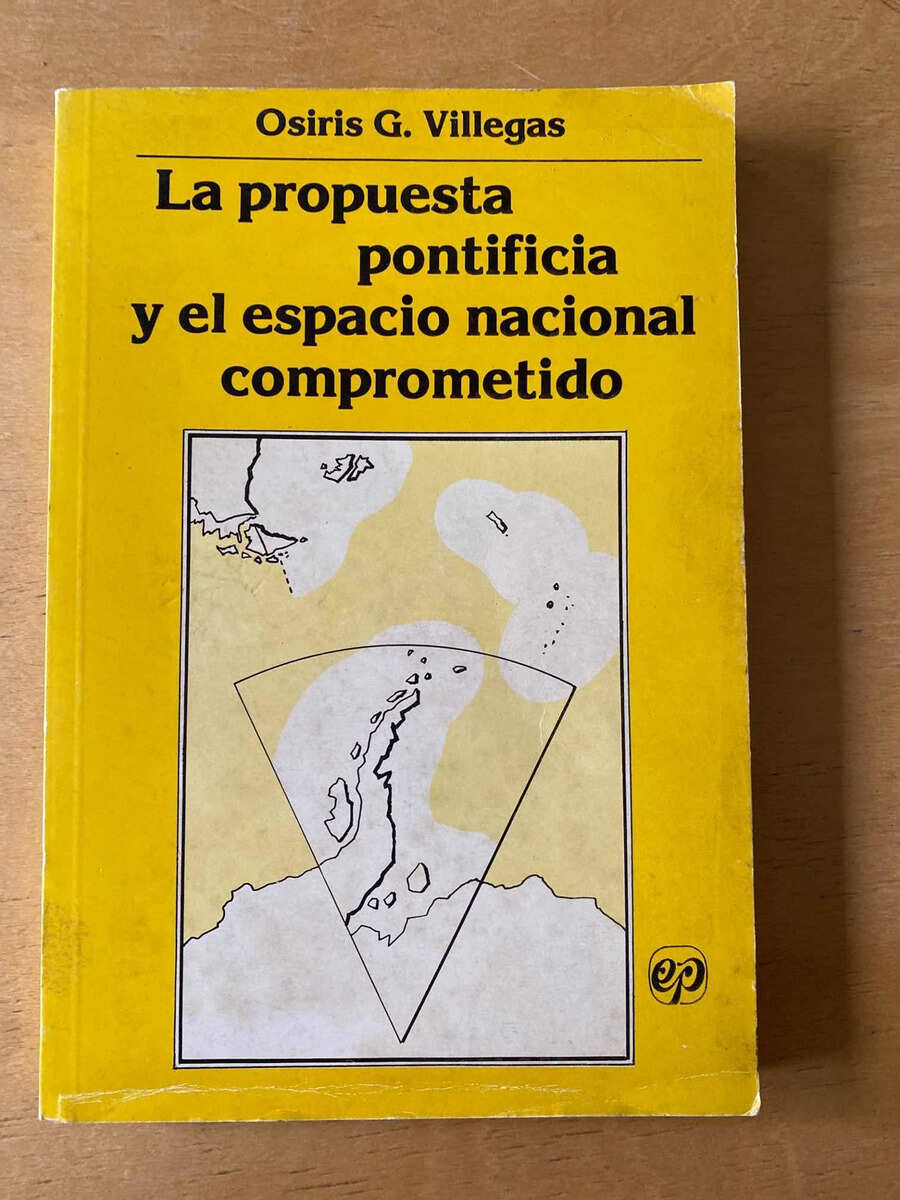 Osiris G. Villegas
La propuesta
pontificia
y el espacio nacional
comprometido
ep